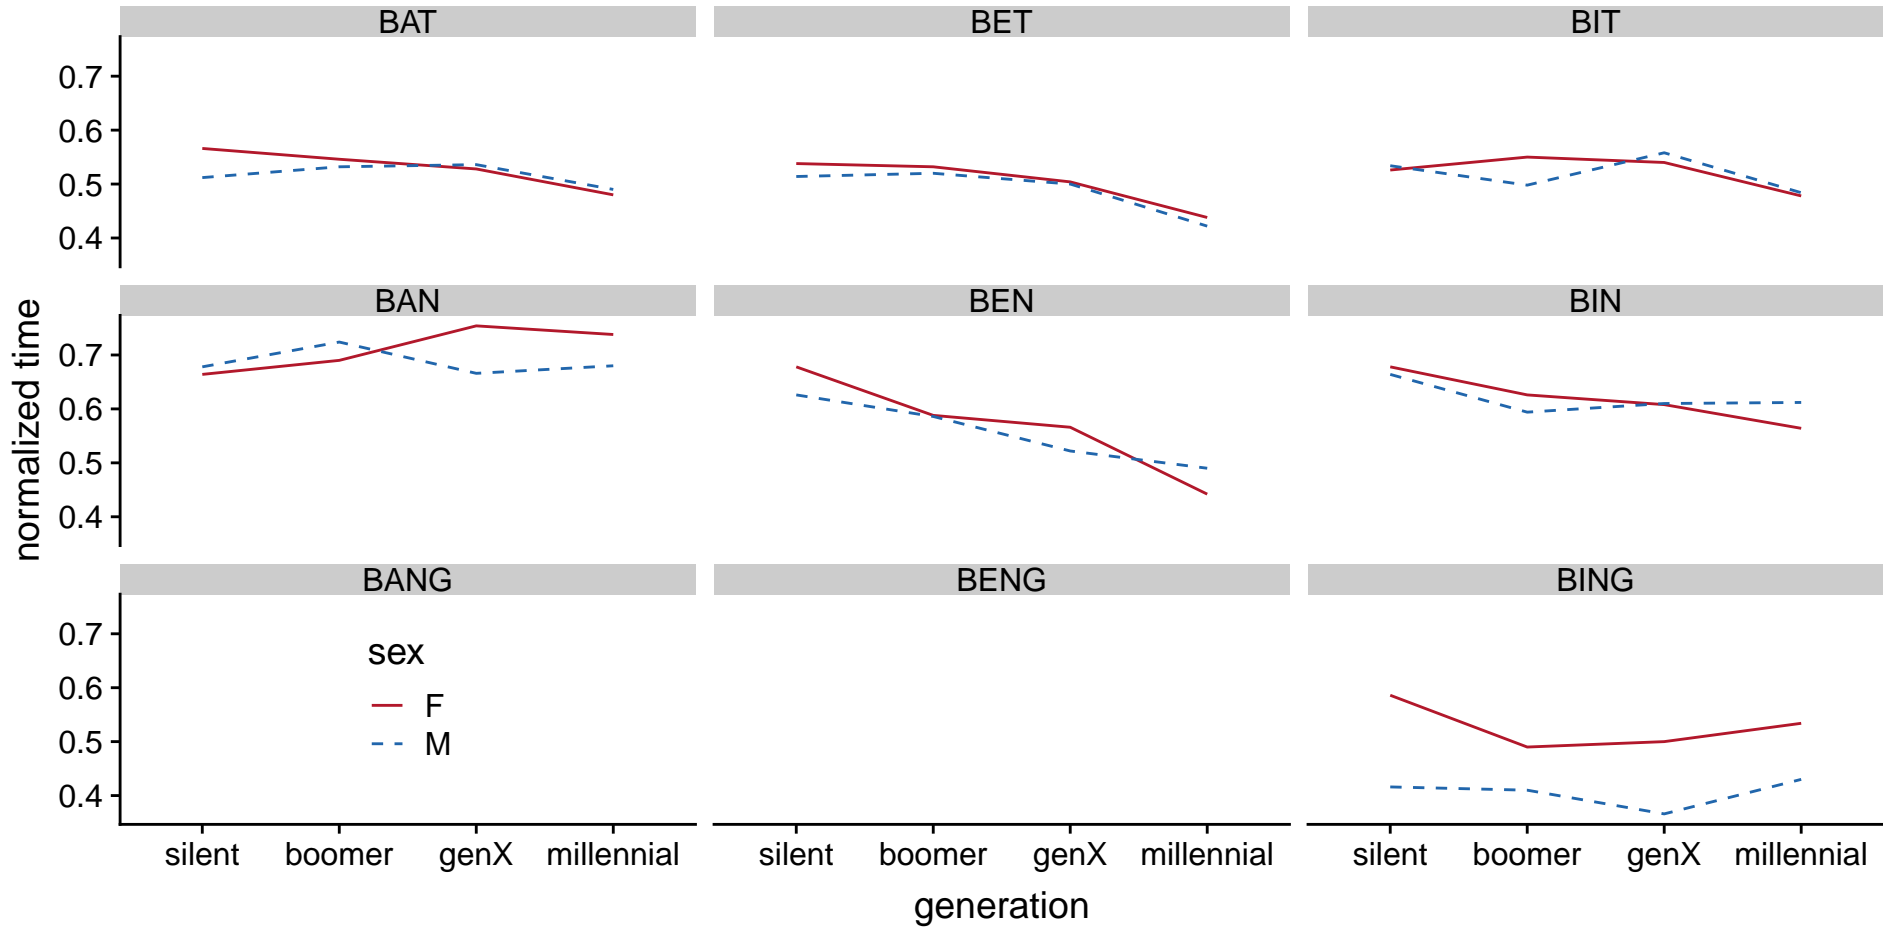 BAT
BET
BIT
0.7
0.6
0.5
0.4
BAN
BEN
BIN
0.7
0.6
0.5
0.4
normalized time
BANG
BENG
BING
0.7
0.6
0.5
0.4
sex
F
M
silent boomer genX millennial
silent boomer genX millennial
silent boomer genX millennial
generation